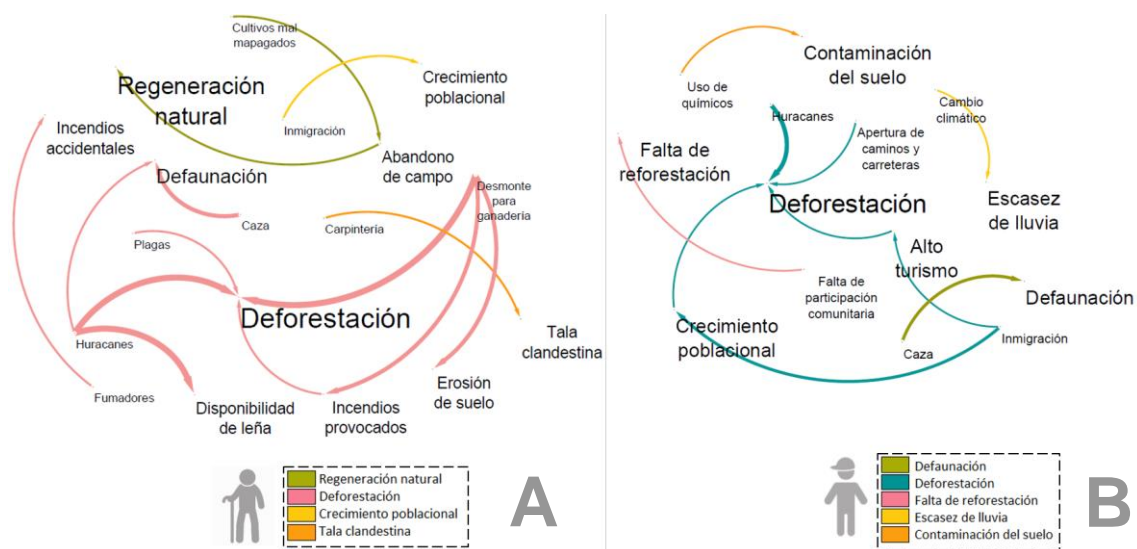 Cultivos mal
mapagados
Regeneración
natural
Crecimiento
poblacional
Inmigración
Incendios
accidentales
Abandono
de campo
Defaunación
Desmonte
para
ganadería
Caza
Carpintería
Plagas
Deforestación
Huracanes
Tala
clandestina
Fumadores
Erosión
de suelo
Disponibilidad
de leña
Incendios
provocados
Regeneración natural
Deforestación
Crecimiento poblacional
Tala clandestina
A
Contaminación
del suelo
Uso de
químicos
Cambio
climático
Huracanes
Apertura de
caminos y
carreteras
Falta de
reforestación
Deforestación
Escasez
de lluvia
Alto
turismo
Falta de
participación
comunitaria
Defaunación
Crecimiento
poblacional
Caza
Inmigración
Defaunación
Deforestación
Falta de reforestación
Escasez de lluvia
Contaminación del suelo
B